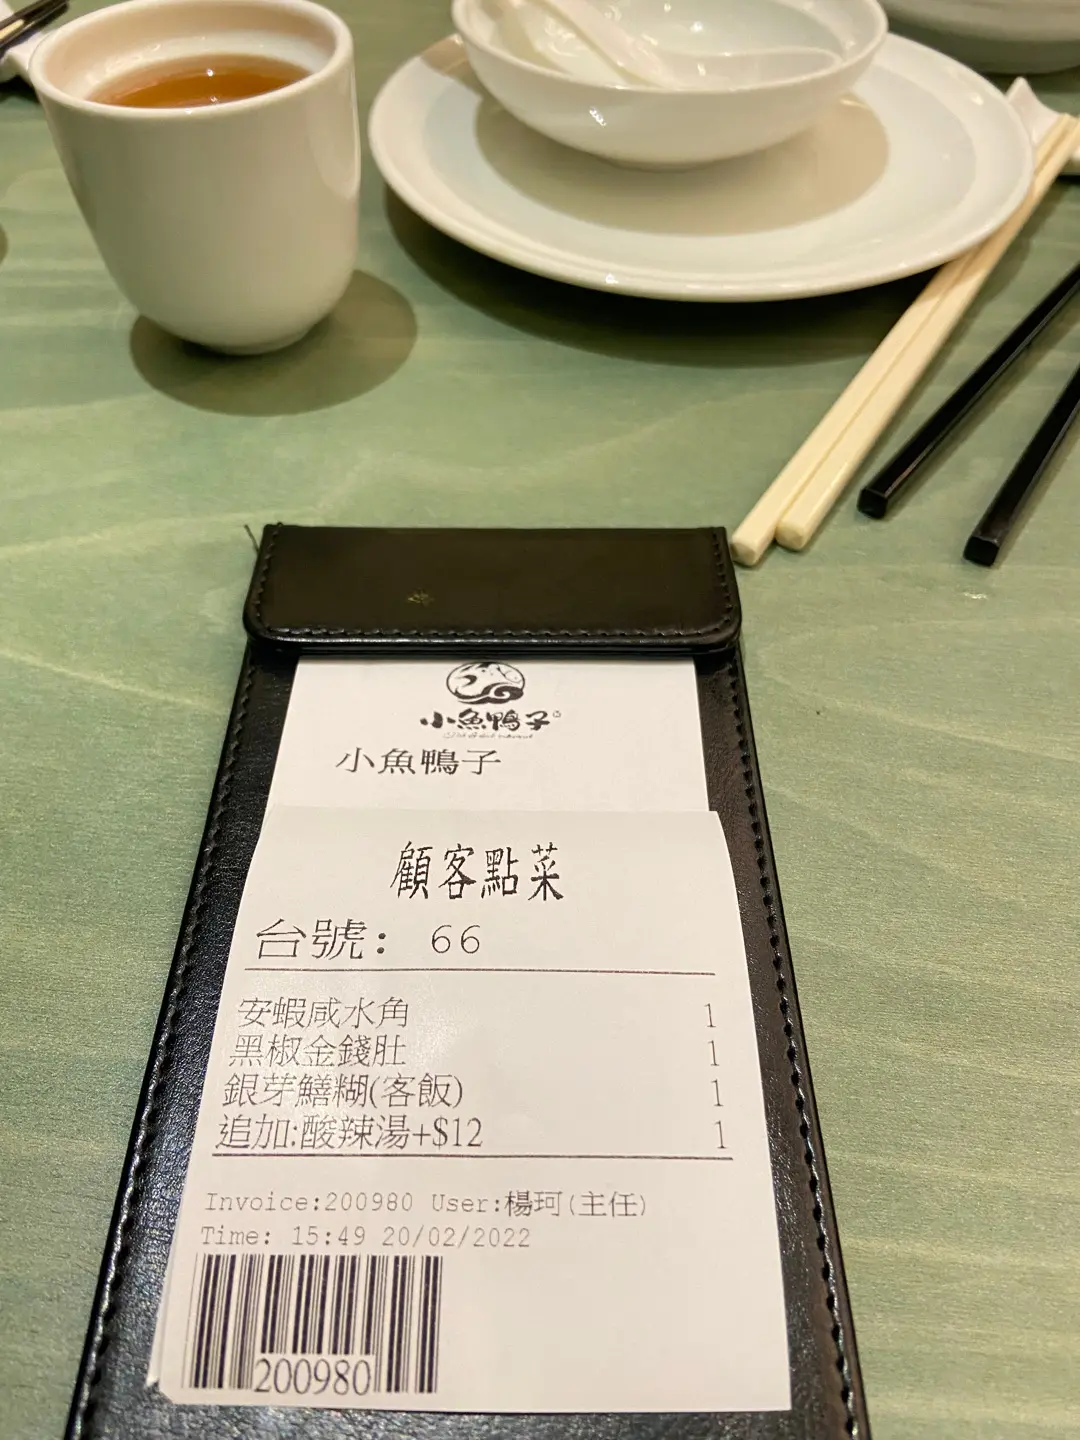 小魚鴨子
小魚鴨子
顧客點菜
台號: 66
安蝦咸水角 1
黑椒金錢肚 1
銀芽鱔糊(客飯) 1
追加:酸辣湯+$12 1
Invoice:200980 User:楊珂(主任)
Time: 15:49 20/02/2022
200980